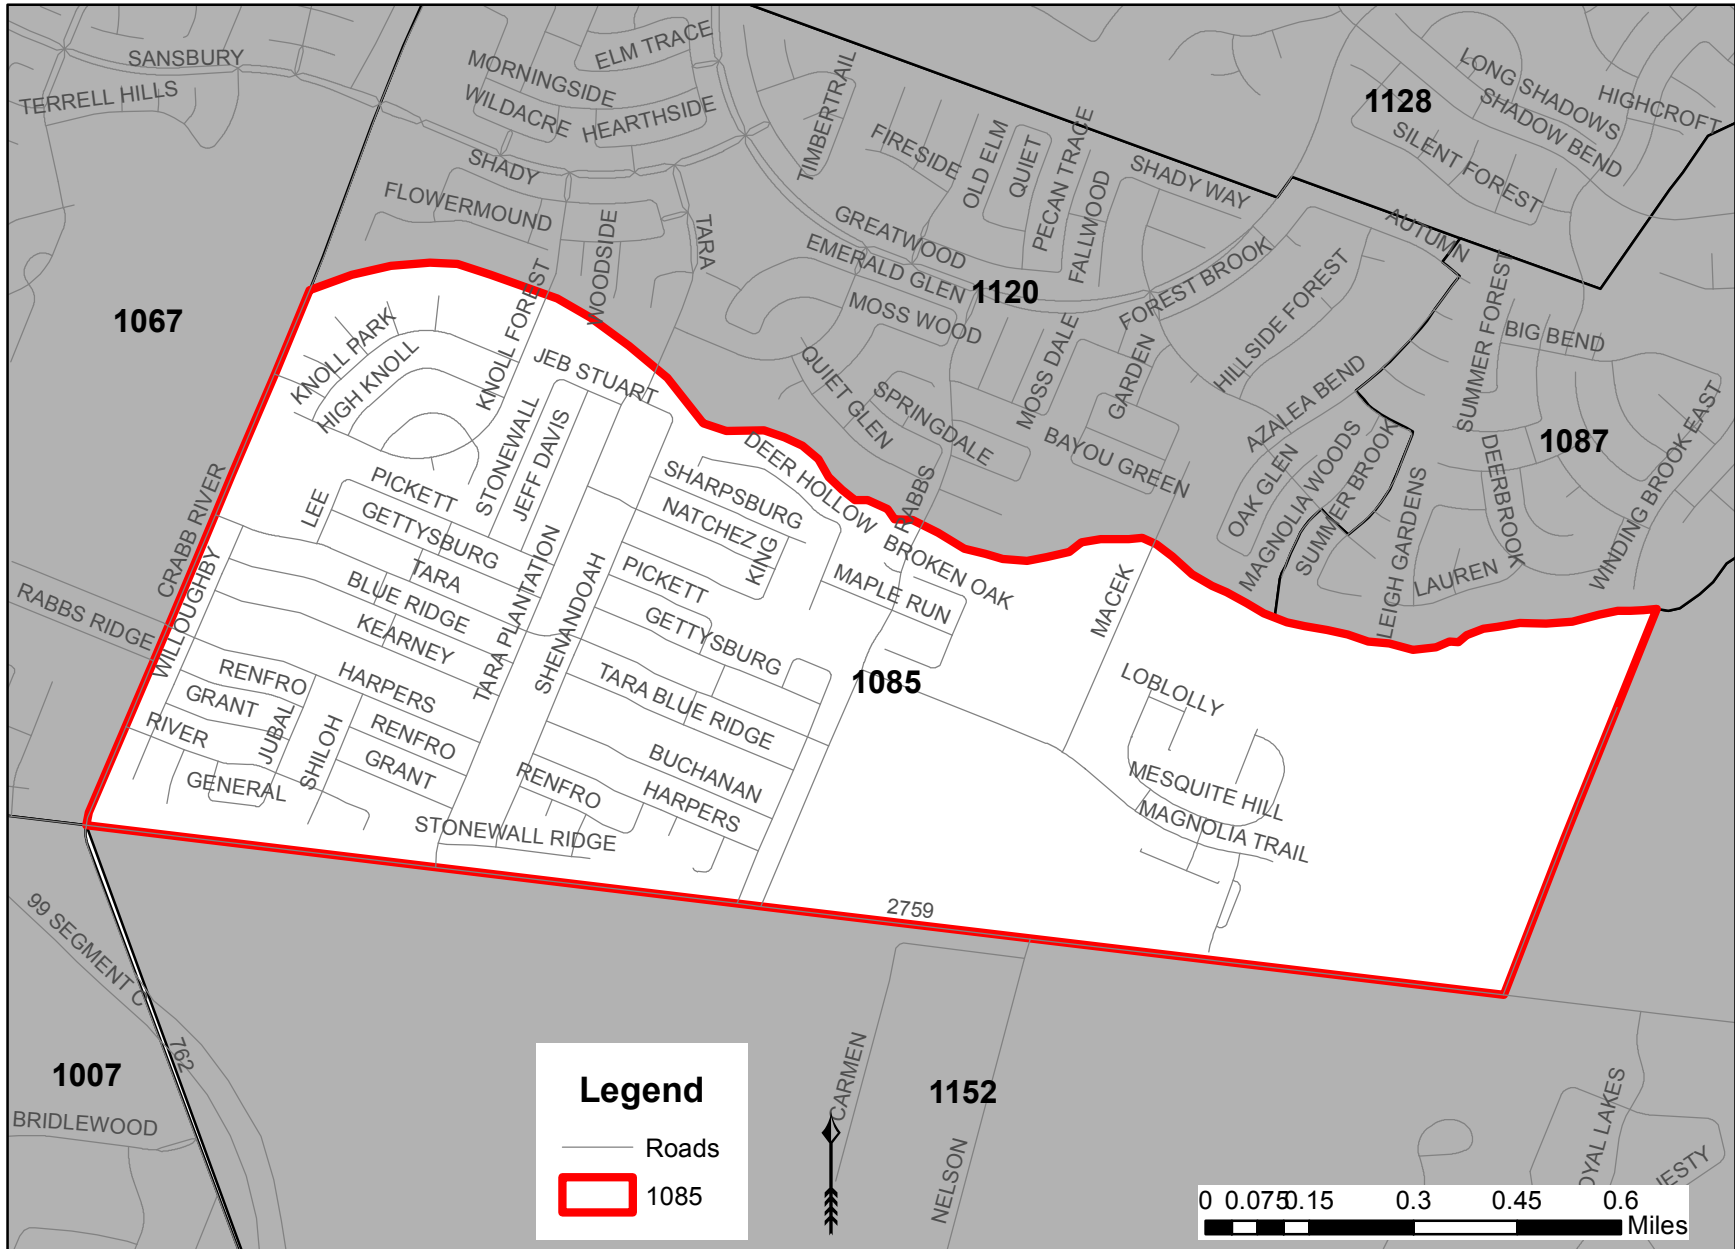 SANSBURY
TERRELL HILLS
ELM TRACE
MORNINGSIDE
WILDACRE
HEARTHSIDE
SHADY
FLOWERMOUND
WOODSIDE
TARA
KNOLL FOREST
TIMBERTRAIL
FIRESIDE
OLD ELM
QUIET
PECAN TRACE
FALLWOOD
SHADY WAY
GREATWOOD
EMERALD GLEN
MOSS WOOD
1120
1128
LONG SHADOWS
HIGHCROFT
SHADOW BEND
SILENT FOREST
AUTUMN
FOREST BROOK
HILLSIDE FOREST
GARDEN
MOSS DALE
SUMMER FOREST
BIG BEND
1087
WINDING BROOK EAST
DEERBROOK
AZALEA BEND
OAK GLEN
MAGNOLIA WOODS
SUMMER BROOK
LEIGH GARDENS
LAUREN
QUIET GLEN
SPRINGDALE
BAYOU GREEN
RABBS
1067
KNOLL PARK
HIGH KNOLL
JEB STUART
STONEWALL
JEFF DAVIS
DEER HOLLOW
SHARPSBURG
NATCHEZ
KING
BROKEN OAK
MAPLE RUN
MACEK
LEE
PICKETT
GETTYSBURG
TARA
BLUE RIDGE
KEARNEY
TARA PLANTATION
SHENANDOAH
PICKETT
GETTYSBURG
TARA BLUE RIDGE
1085
CRABB RIVER
WILLOUGHBY
RABBS RIDGE
RENFRO
GRANT
RIVER
JUBAL
GENERAL
SHILOH
HARPERS
RENFRO
GRANT
BUCHANAN
HARPERS
RENFRO
STONEWALL RIDGE
LOBLOLLY
MESQUITE HILL
MAGNOLIA TRAIL
2759
99 SEGMENT C
762
1007
BRIDLEWOOD
CARMEN
NELSON
1152
OYAL LAKES
JESTY
Legend
Roads
1085
0 0.075 0.15 0.3 0.45 0.6
Miles